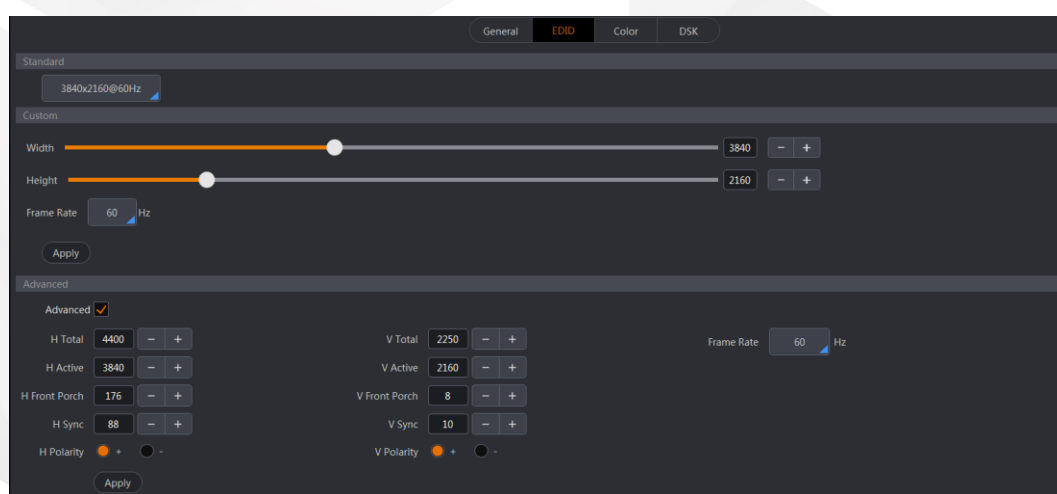 General EDID Color DSK
Standard
3840x2160@60Hz
Custom
Width 3840 − +
Height 2160 − +
Frame Rate 60 Hz
Apply
Advanced
Advanced
H Total 4400 − + V Total 2250 − + Frame Rate 60 Hz
H Active 3840 − + V Active 2160 − +
H Front Porch 176 − + V Front Porch 8 − +
H Sync 88 − + V Sync 10 − +
H Polarity + - V Polarity + -
Apply